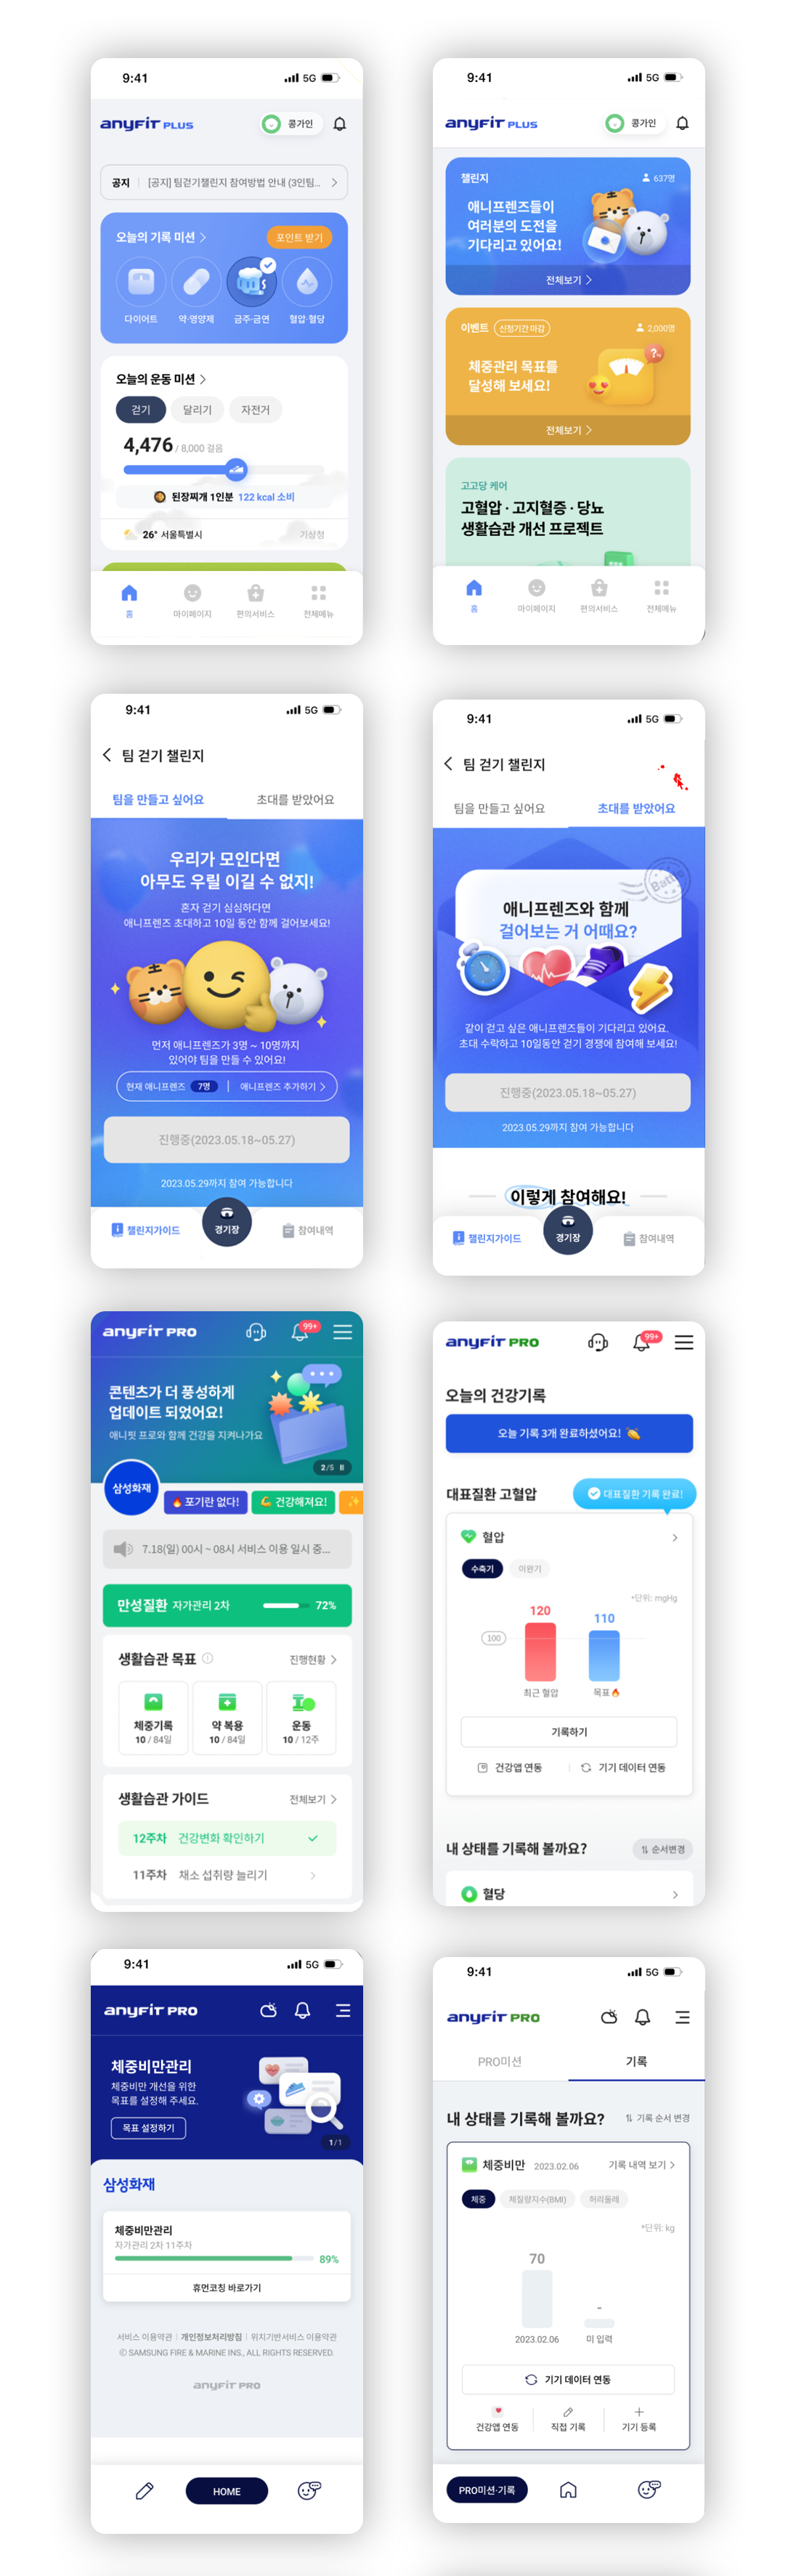 9:41
5G
anyFIT PLUS
콩가인
공지
[공지] 팀걷기챌린지 참여방법 안내 (3인팀...
오늘의 기록 미션
포인트 받기
다이어트
약·영양제
금주·금연
혈압·혈당
오늘의 운동 미션
걷기
달리기
자전거
4,476 / 8,000 걸음
된장찌개 1인분 122 kcal 소비
26° 서울특별시
기상청
홈
마이페이지
편의서비스
전체메뉴
9:41
5G
anyFIT PLUS
콩가인
챌린지
637명
애니프렌즈들이
여러분의 도전을
기다리고 있어요!
전체보기
이벤트
신청기간 마감
2,000명
체중관리 목표를
달성해 보세요!
전체보기
고고당 케어
고혈압 · 고지혈증 · 당뇨
생활습관 개선 프로젝트
홈
마이페이지
편의서비스
전체메뉴
9:41
5G
팀 걷기 챌린지
팀을 만들고 싶어요
초대를 받았어요
우리가 모인다면
아무도 우릴 이길 수 없지!
혼자 걷기 심심하다면
애니프렌즈 초대하고 10일 동안 함께 걸어보세요!
먼저 애니프렌즈가 3명 ~ 10명까지
있어야 팀을 만들 수 있어요!
현재 애니프렌즈 7명
애니프렌즈 추가하기
진행중(2023.05.18~05.27)
2023.05.29까지 참여 가능합니다
챌린지가이드
경기장
참여내역
9:41
5G
팀 걷기 챌린지
팀을 만들고 싶어요
초대를 받았어요
Battle
애니프렌즈와 함께
걸어보는 거 어때요?
같이 걷고 싶은 애니프렌즈들이 기다리고 있어요.
초대 수락하고 10일동안 걷기 경쟁에 참여해 보세요!
진행중(2023.05.18~05.27)
2023.05.29까지 참여 가능합니다
이렇게 참여해요!
챌린지가이드
경기장
참여내역
anyFIT PRO
99+
콘텐츠가 더 풍성하게
업데이트 되었어요!
애니핏 프로와 함께 건강을 지켜나가요
2/5
삼성화재
포기란 없다!
건강해져요!
7.18(일) 00시 ~ 08시 서비스 이용 일시 중...
만성질환 자가관리 2차
72%
생활습관 목표
진행현황
체중기록
10 / 84일
약 복용
10 / 84일
운동
10 / 12주
생활습관 가이드
전체보기
12주차 건강변화 확인하기
11주차 채소 섭취량 늘리기
anyFIT PRO
99+
오늘의 건강기록
오늘 기록 3개 완료하셨어요!
대표질환 고혈압
대표질환 기록 완료!
혈압
수축기
이완기
*단위: mgHg
120
110
100
최근 혈압
목표
기록하기
건강앱 연동
기기 데이터 연동
내 상태를 기록해 볼까요?
순서변경
혈당
9:41
5G
anyFIT PRO
체중비만관리
체중비만 개선을 위한
목표를 설정해 주세요.
목표 설정하기
1/1
삼성화재
체중비만관리
자가관리 2차 11주차
89%
휴먼코칭 바로가기
서비스 이용약관 | 개인정보처리방침 | 위치기반서비스 이용약관
© SAMSUNG FIRE & MARINE INS., ALL RIGHTS RESERVED.
anyFIT PRO
HOME
9:41
5G
anyFIT PRO
PRO미션
기록
내 상태를 기록해 볼까요?
기록 순서 변경
체중비만 2023.02.06
기록 내역 보기
체중
체질량지수(BMI)
허리둘레
*단위: kg
70
-
2023.02.06
미 입력
기기 데이터 연동
건강앱 연동
직접 기록
기기 등록
PRO미션·기록